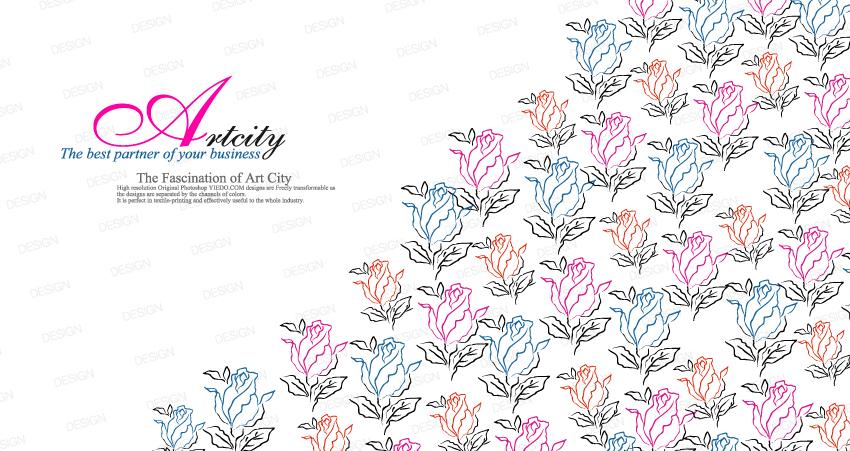 Artcity
The best partner of your business
The Fascination of Art City
High resolution Original Photoshop VIEDO.COM designs are Freely transformable as
the designs are separated by the channels of colors.
It is perfect in textile-printing and effectively useful to the whole industry.
DESIGN